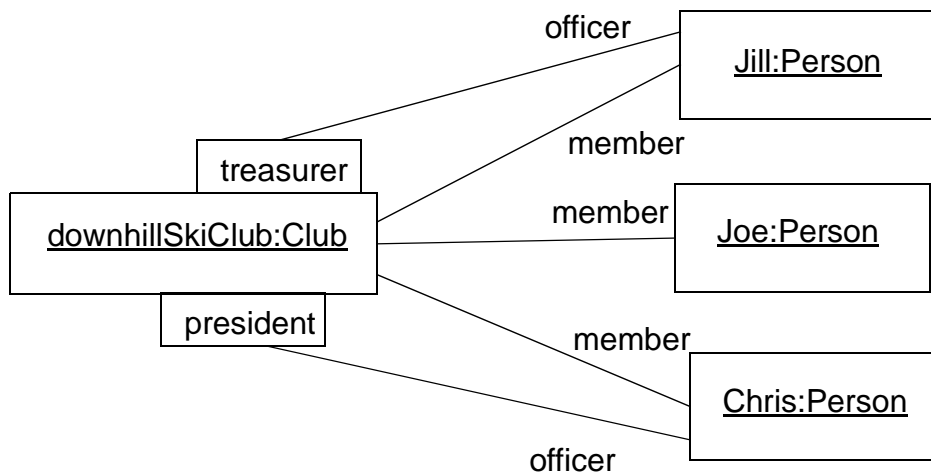 officer
Jill:Person
member
treasurer
member
Joe:Person
downhillSkiClub:Club
president
member
Chris:Person
officer